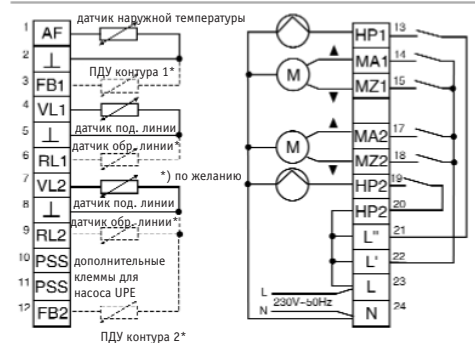 1 AF датчик наружной температуры
2 ⊥
ПДУ контура 1*
3 FB1
4 VL1
5 ⊥ датчик под. линии
датчик обр. линии*
6 RL1
7 VL2 *) по желанию
8 ⊥ датчик под. линии
датчик обр. линии*
9 RL2
10 PSS дополнительные
11 PSS клеммы для
насоса UPE
12 FB2
ПДУ контура 2*
HP1 13
MA1 14
M
MZ1 15
MA2 17
M
MZ2 18
HP2 19
HP2 20
L'' 21
L' 22
L L 23
230V~50Hz
N N 24